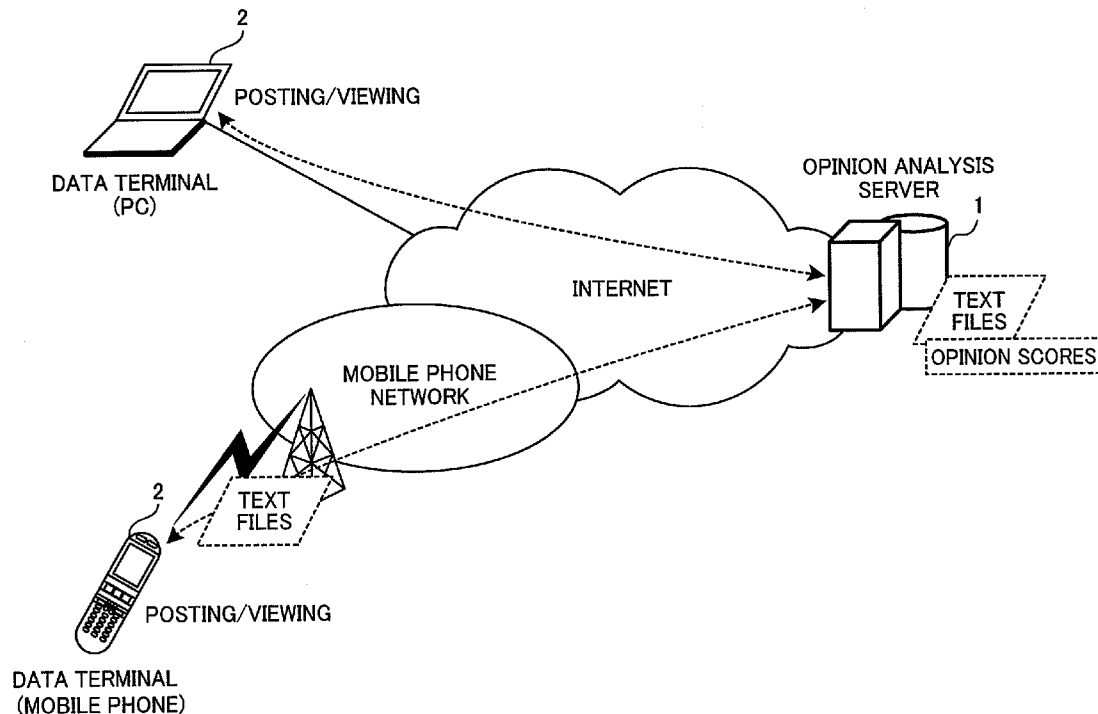 2
POSTING/VIEWING
DATA TERMINAL
(PC)
OPINION ANALYSIS
SERVER
1
INTERNET
TEXT
FILES
OPINION SCORES
MOBILE PHONE
NETWORK
2
TEXT
FILES
POSTING/VIEWING
DATA TERMINAL
(MOBILE PHONE)